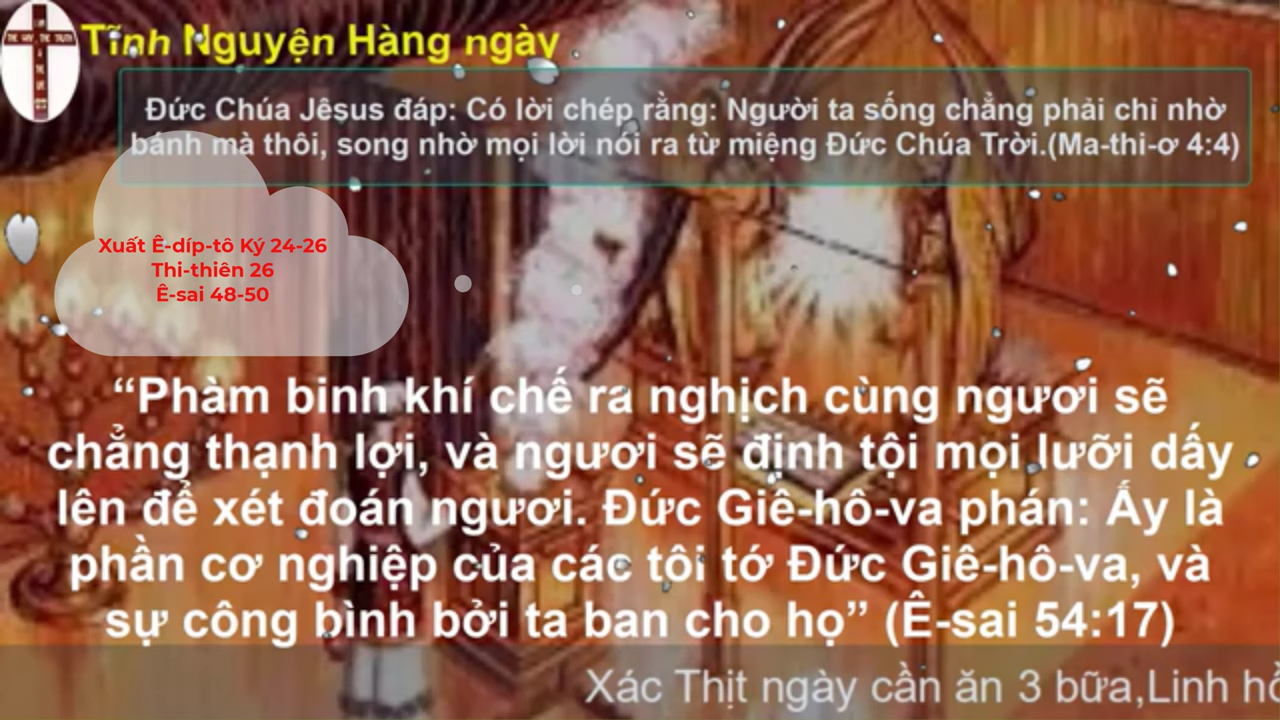 THE WAY THE TRUTH
Tĩnh Nguyện Hàng ngày
Đức Chúa Jêsus đáp: Có lời chép rằng: Người ta sống chẳng phải chỉ nhờ
bánh mà thôi, song nhờ mọi lời nói ra từ miệng Đức Chúa Trời.(Ma-thi-ơ 4:4)
Xuất Ê-díp-tô Ký 24-26
Thi-thiên 26
Ê-sai 48-50
“Phàm binh khí chế ra nghịch cùng ngươi sẽ
chẳng thạnh lợi, và ngươi sẽ định tội mọi lưỡi dấy
lên để xét đoán ngươi. Đức Giê-hô-va phán: Ấy là
phần cơ nghiệp của các tôi tớ Đức Giê-hô-va, và
sự công bình bởi ta ban cho họ” (Ê-sai 54:17)
Xác Thịt ngày cần ăn 3 bữa,Linh